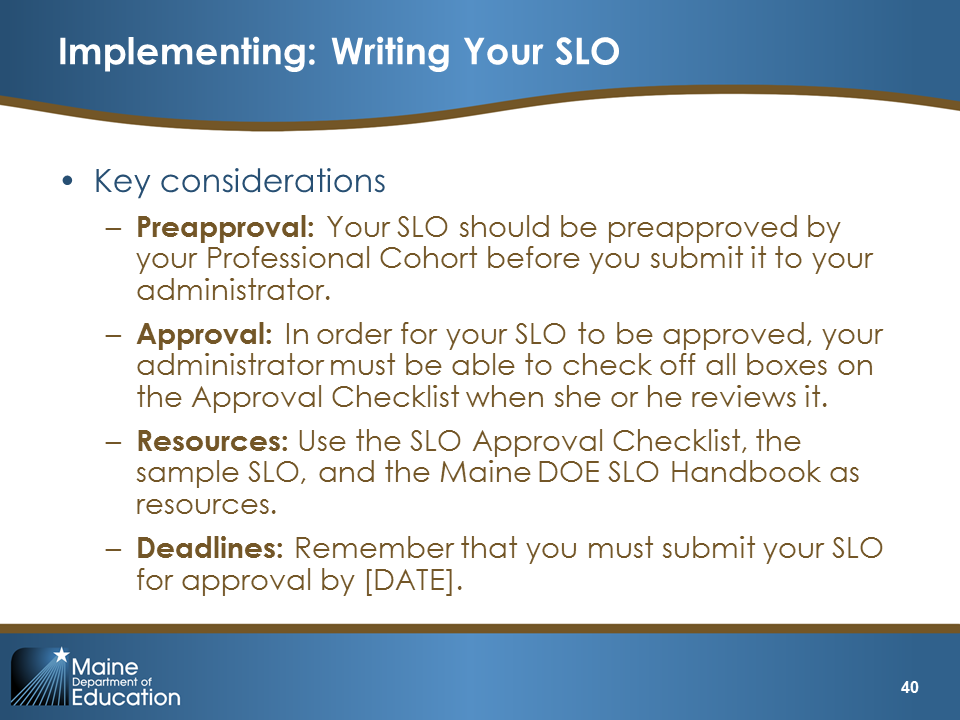 Implementing: Writing Your SLO
• Key considerations
– Preapproval: Your SLO should be preapproved by
your Professional Cohort before you submit it to your
administrator.
– Approval: In order for your SLO to be approved, your
administrator must be able to check off all boxes on
the Approval Checklist when she or he reviews it.
– Resources: Use the SLO Approval Checklist, the
sample SLO, and the Maine DOE SLO Handbook as
resources.
– Deadlines: Remember that you must submit your SLO
for approval by [DATE].
Maine
Department of
Education
40